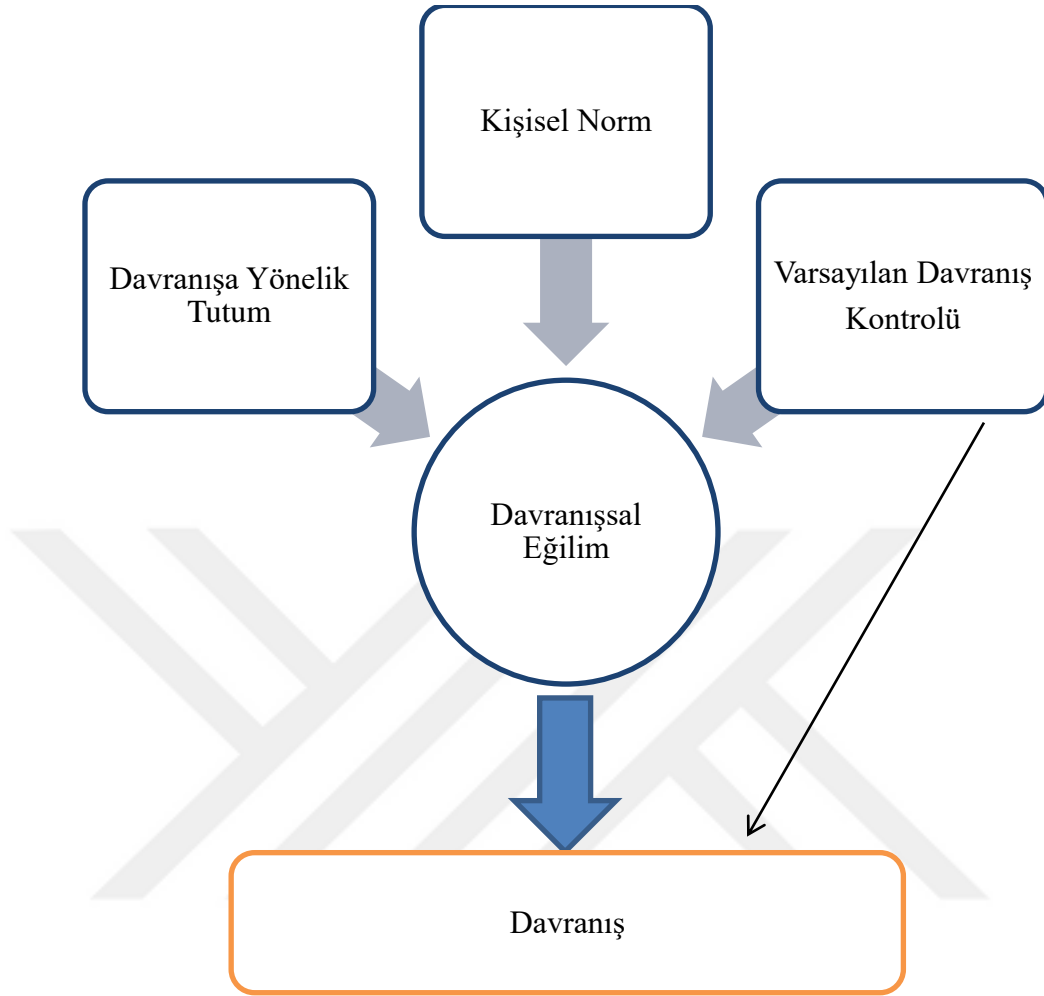 Kişisel Norm
Davranışa Yönelik
Tutum
Varsayılan Davranış
Kontrolü
Davranışsal
Eğilim
Davranış